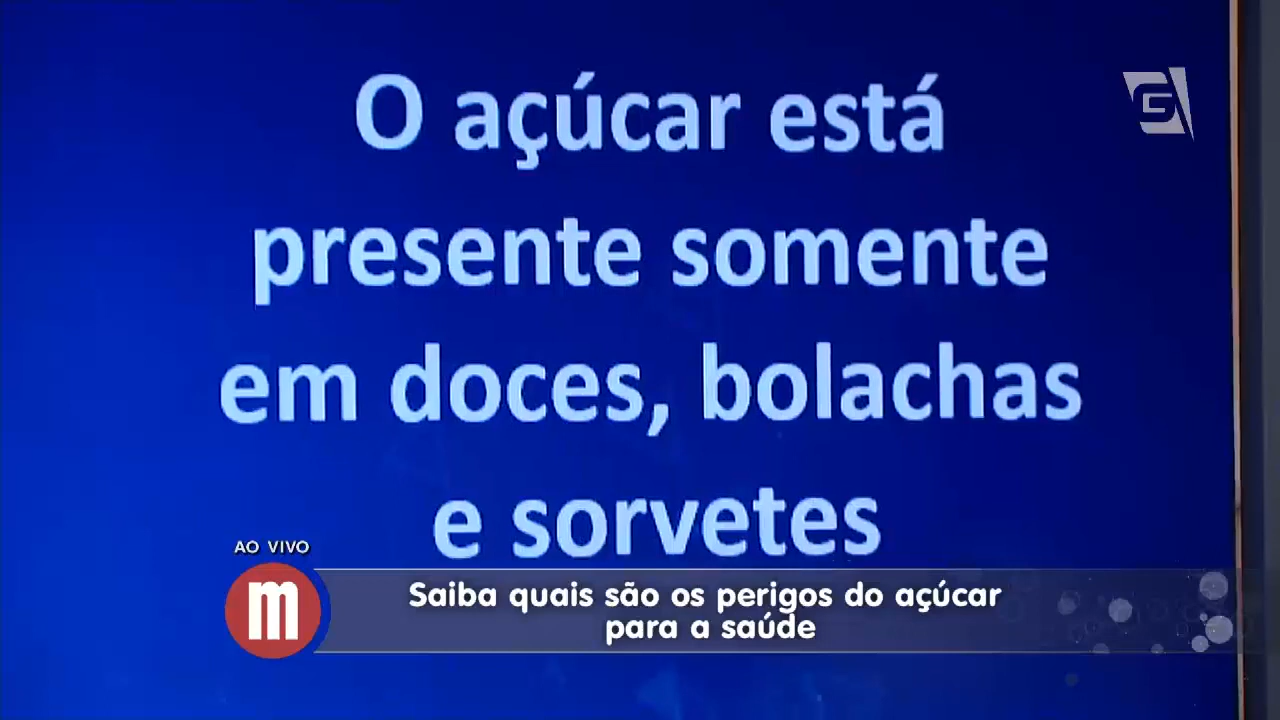 O açúcar está
presente somente
em doces, bolachas
e sorvetes
AO VIVO
m
Saiba quais são os perigos do açúcar
para a saúde